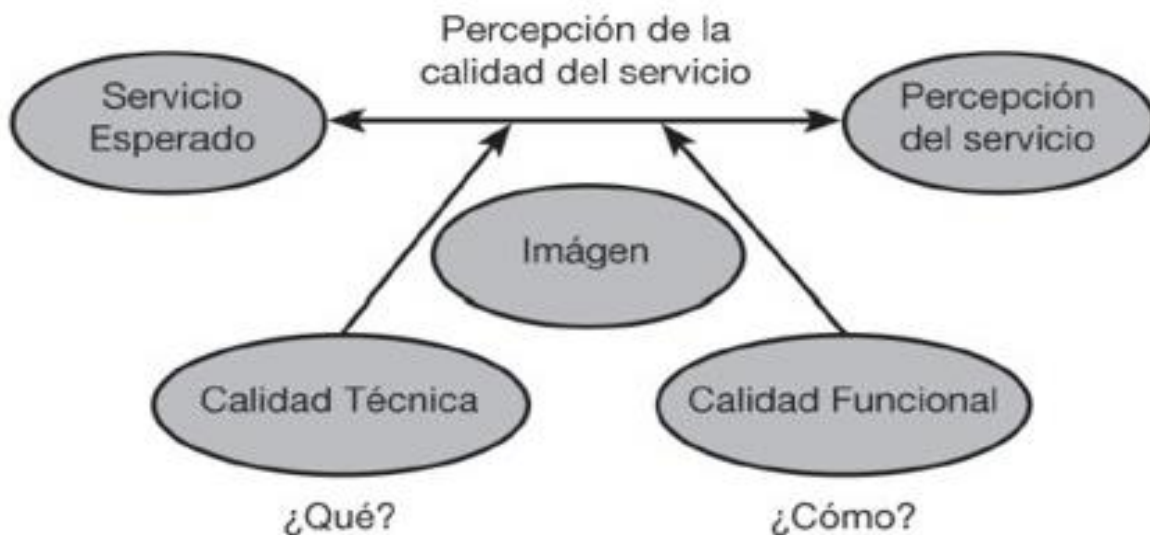 Percepción de la
calidad del servicio
Servicio
Esperado
Percepción
del servicio
Imágen
Calidad Técnica
Calidad Funcional
¿Qué?
¿Cómo?